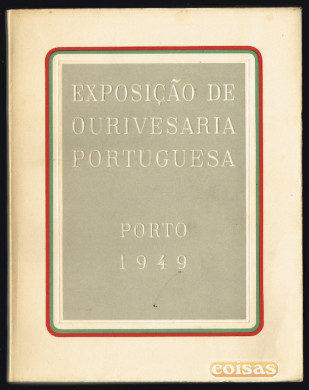 EXPOSIÇÃO DE
OURIVESARIA
PORTUGUESA
PORTO
1949
coisas